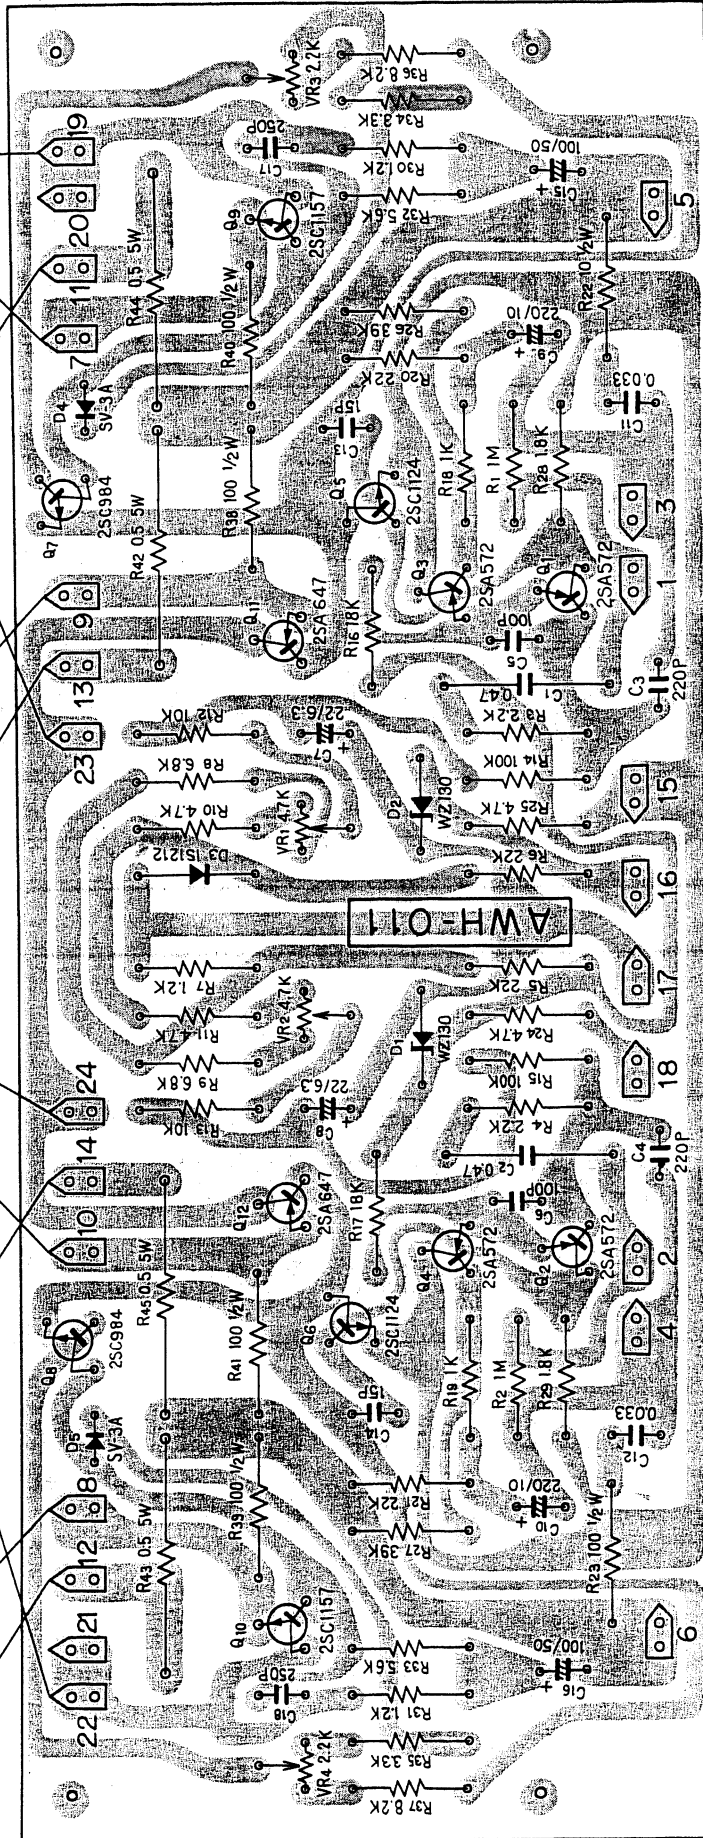 R36 8.2K
VR3 2.2K
R34 3.3K
19
250P
C17
R30 1.2K
100/50
C15 +
20
Q9
2SC1157
R32 5.6K
5
11
R44 0.5 5W
R40 100 1/2W
R26 39K
220/10
+ C9
R22 10 1/2W
7
D4
SV-3A
R20 22K
15P
C13
0.033
C11
Q7
2SC984
R42 0.5 5W
R38 100 1/2W
Q5
2SC1124
R18 1K
R1 1M
R28 1.8K
3
9
Q11
2SA647
R16 18K
Q3
2SA572
Q1
2SA572
1
100P
C5
13
C1 0.47
C3
220P
23
R12 10K
22/6.3
C7 +
R3 2.2K
R8 6.8K
D2
WZ130
R14 100K
15
R10 4.7K
VR1 4.7K
R25 4.7K
D3 1S1212
R6 22K
16
AWH-011
R7 1.2K
R5 22K
17
R11 4.7K
VR2 4.7K
D1
WZ130
R24 4.7K
R9 6.8K
R15 100K
18
24
R13 10K
22/6.3
C8 +
R4 2.2K
14
C2 0.47
C4
220P
10
Q12
2SA647
R17 18K
100P
C6
Q4
2SA572
Q2
2SA572
2
R45 0.5 5W
Q8
2SC984
R41 100 1/2W
Q6
2SC1124
4
R19 1K
R2 1M
R29 1.8K
D5
SV-3A
15P
C14
0.033
C12
8
R39 100 1/2W
R21 22K
220/10
+ C10
12
R43 0.5 5W
R27 39K
R23 100 1/2W
21
Q10
2SC1157
R33 5.6K
6
22
250P
C18
R31 1.2K
100/50
+ C16
VR4 2.2K
R35 3.3K
R37 8.2K